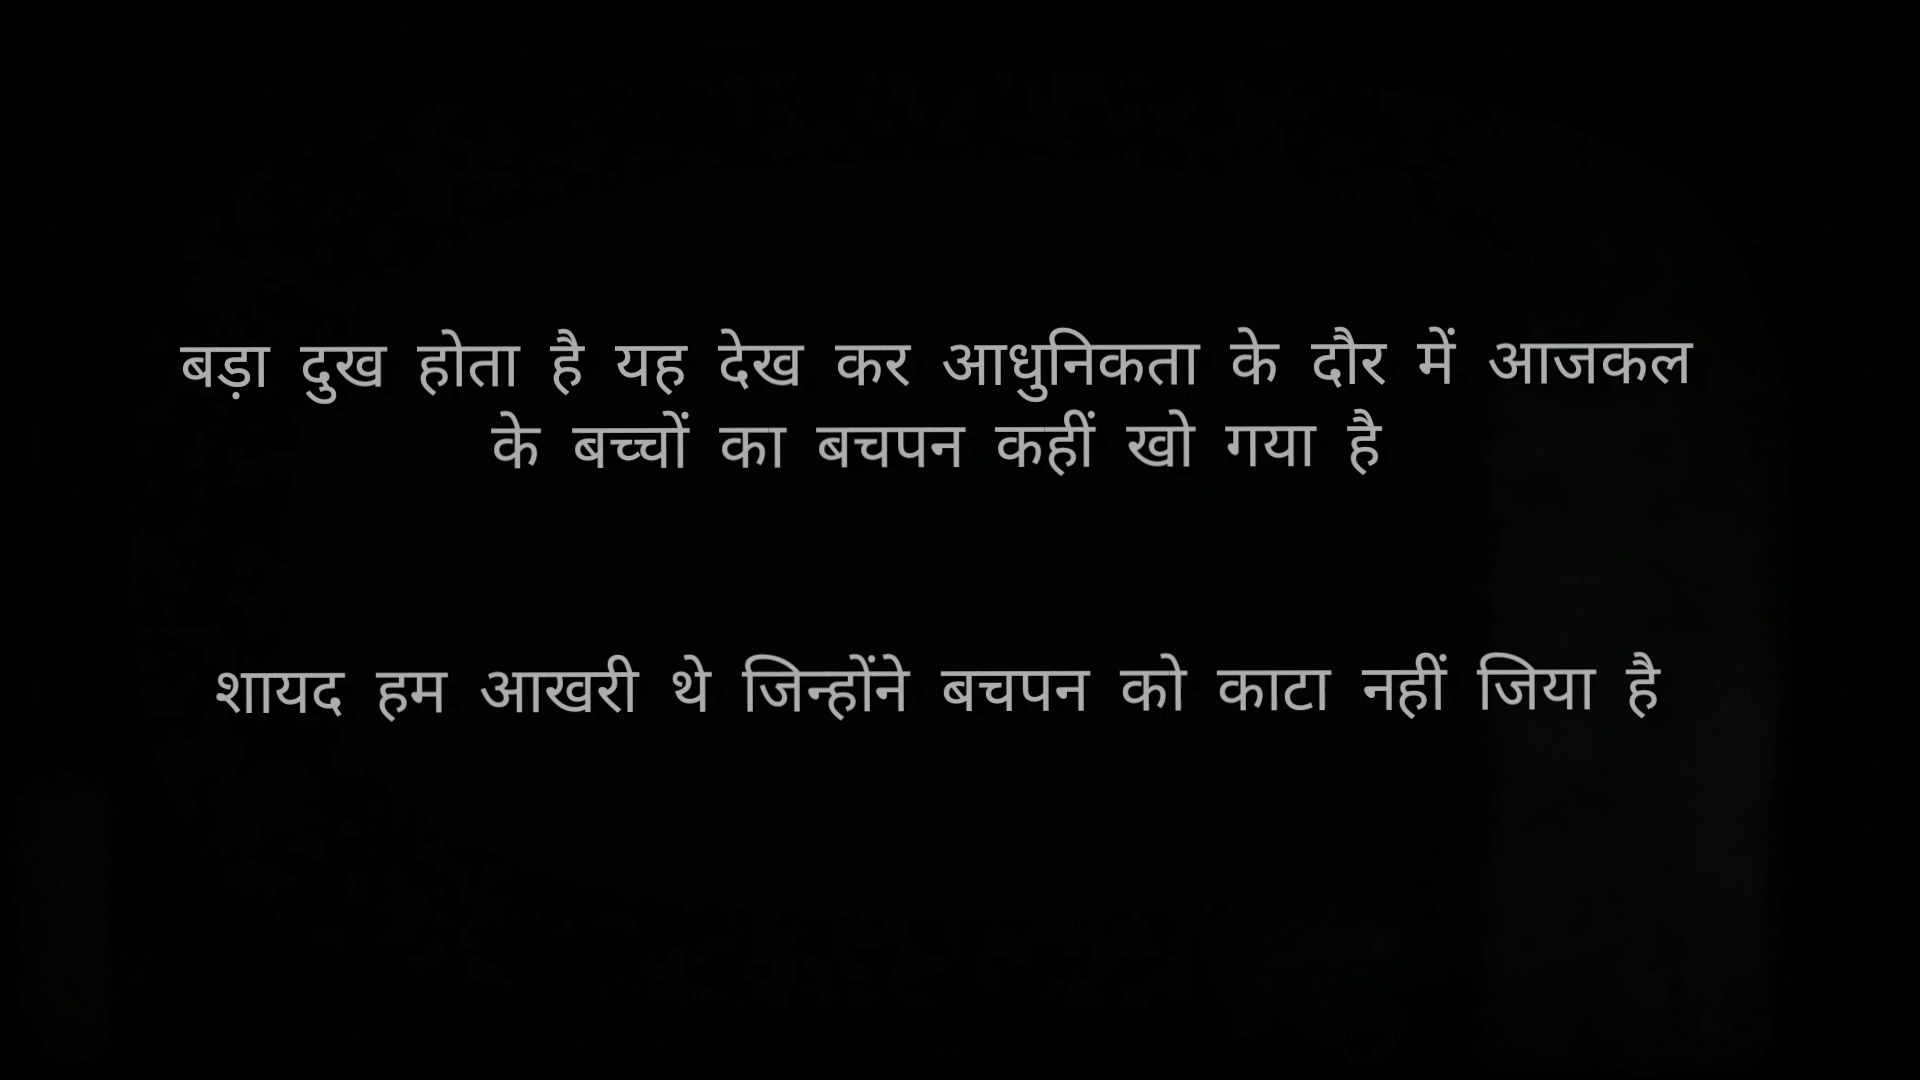 बड़ा दुख होता है यह देख कर आधुनिकता के दौर में आजकल
के बच्चों का बचपन कहीं खो गया है
शायद हम आखरी थे जिन्होंने बचपन को काटा नहीं जिया है